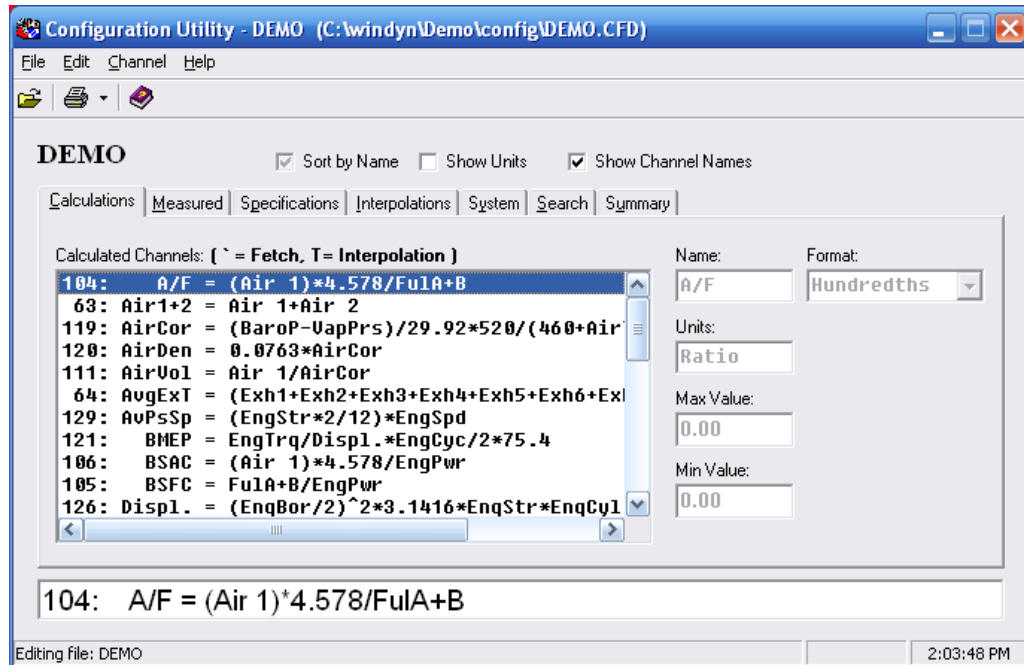 Configuration Utility - DEMO (C:\windyn\Demo\config\DEMO.CFD)
File Edit Channel Help
DEMO
Sort by Name Show Units Show Channel Names
Calculations Measured Specifications Interpolations System Search Summary
Calculated Channels: ( ` = Fetch, T= Interpolation )
104: A/F = (Air 1)*4.578/FulA+B
63: Air1+2 = Air 1+Air 2
119: AirCor = (BaroP-VapPrs)/29.92*520/(460+Air
120: AirDen = 0.0763*AirCor
111: AirVol = Air 1/AirCor
64: AvgExT = (Exh1+Exh2+Exh3+Exh4+Exh5+Exh6+Ex
129: AvPsSp = (EngStr*2/12)*EngSpd
121: BMEP = EngTrq/Displ.*EngCyc/2*75.4
106: BSAC = (Air 1)*4.578/EngPwr
105: BSFC = FulA+B/EngPwr
126: Displ. = (EngBor/2)^2*3.1416*EngStr*EngCyl
Name:
A/F
Format:
Hundredths
Units:
Ratio
Max Value:
0.00
Min Value:
0.00
104: A/F = (Air 1)*4.578/FulA+B
Editing file: DEMO
2:03:48 PM